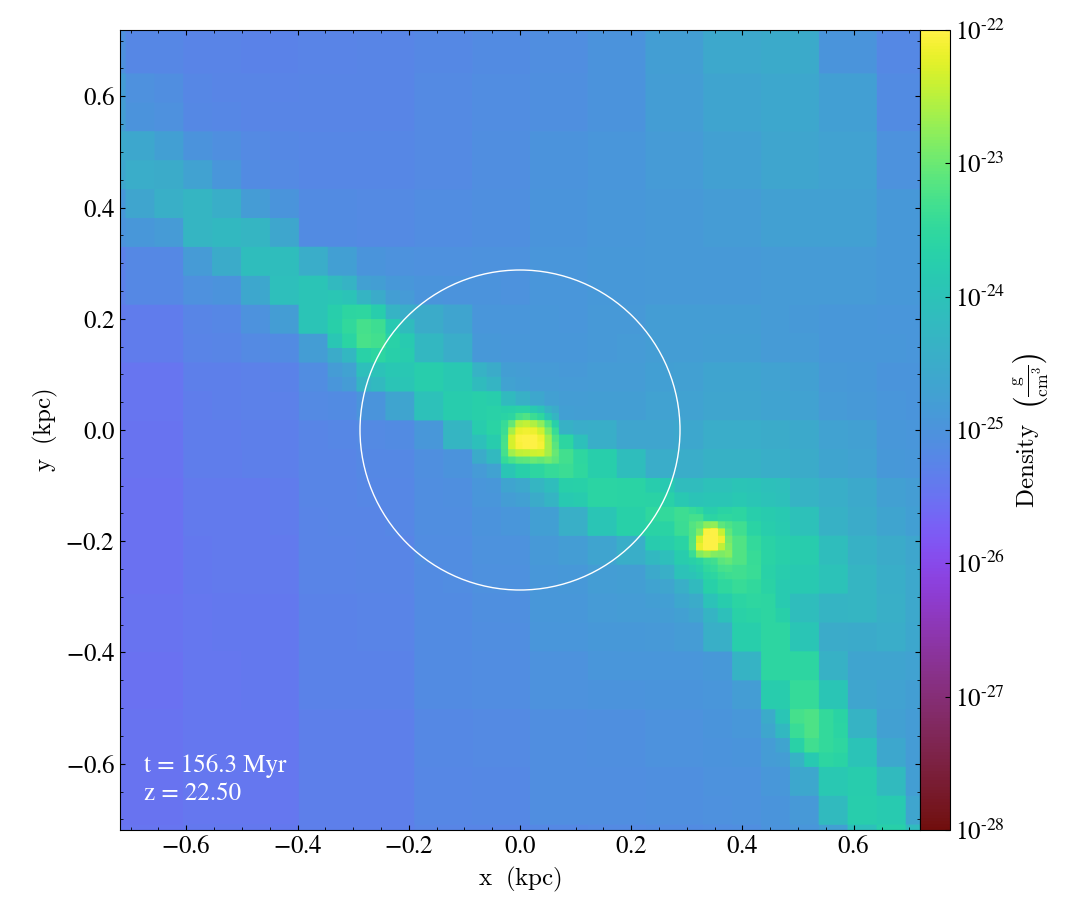 0.6
0.4
0.2
0.0
−0.2
−0.4
−0.6
y (kpc)
t = 156.3 Myr
z = 22.50
−0.6 −0.4 −0.2 0.0 0.2 0.4 0.6
x (kpc)
10⁻²²
10⁻²³
10⁻²⁴
10⁻²⁵
10⁻²⁶
10⁻²⁷
10⁻²⁸
Density (g/cm³)